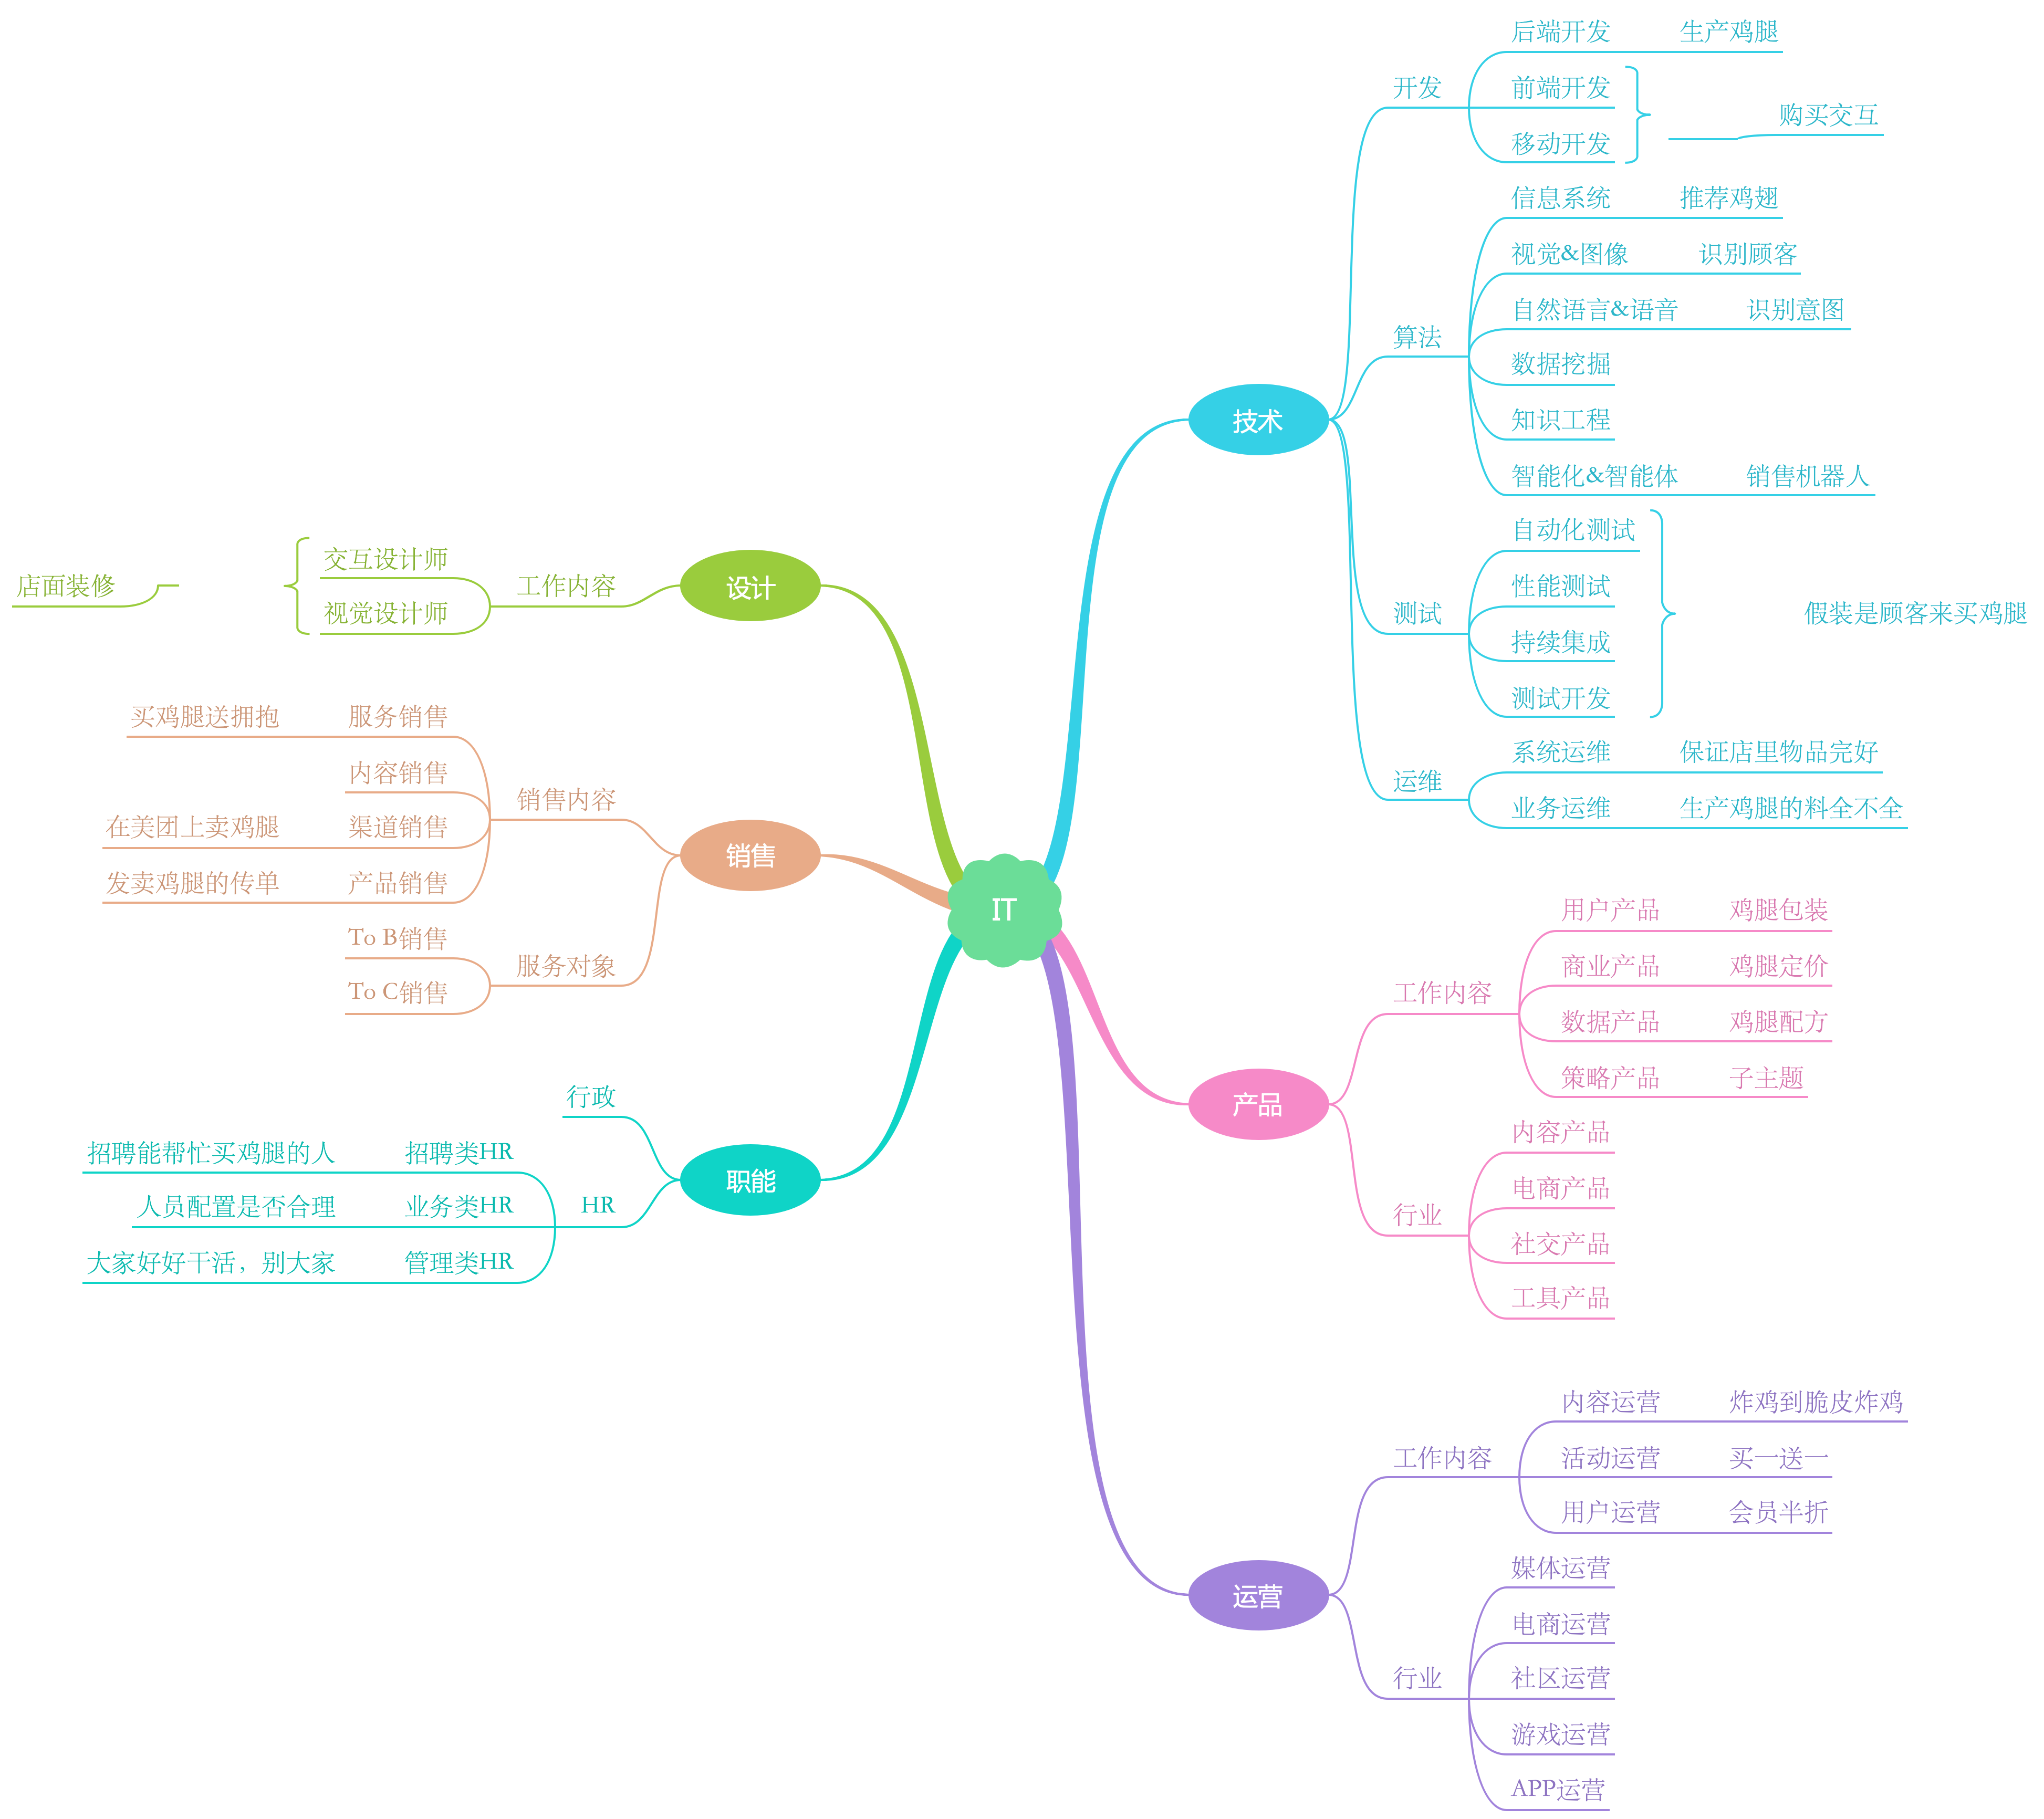 IT
技术
开发
后端开发 生产鸡腿
前端开发
移动开发
购买交互
算法
信息系统 推荐鸡翅
视觉&图像 识别顾客
自然语言&语音 识别意图
数据挖掘
知识工程
智能化&智能体 销售机器人
测试
自动化测试
性能测试
持续集成
测试开发
假装是顾客来买鸡腿
运维
系统运维 保证店里物品完好
业务运维 生产鸡腿的料全不全
产品
工作内容
用户产品 鸡腿包装
商业产品 鸡腿定价
数据产品 鸡腿配方
策略产品 子主题
行业
内容产品
电商产品
社交产品
工具产品
运营
工作内容
内容运营 炸鸡到脆皮炸鸡
活动运营 买一送一
用户运营 会员半折
行业
媒体运营
电商运营
社区运营
游戏运营
APP运营
设计
工作内容
交互设计师
视觉设计师
店面装修
销售
销售内容
买鸡腿送拥抱 服务销售
内容销售
在美团上卖鸡腿 渠道销售
发卖鸡腿的传单 产品销售
服务对象
To B销售
To C销售
职能
行政
HR
招聘能帮忙买鸡腿的人 招聘类HR
人员配置是否合理 业务类HR
大家好好干活，别大家 管理类HR